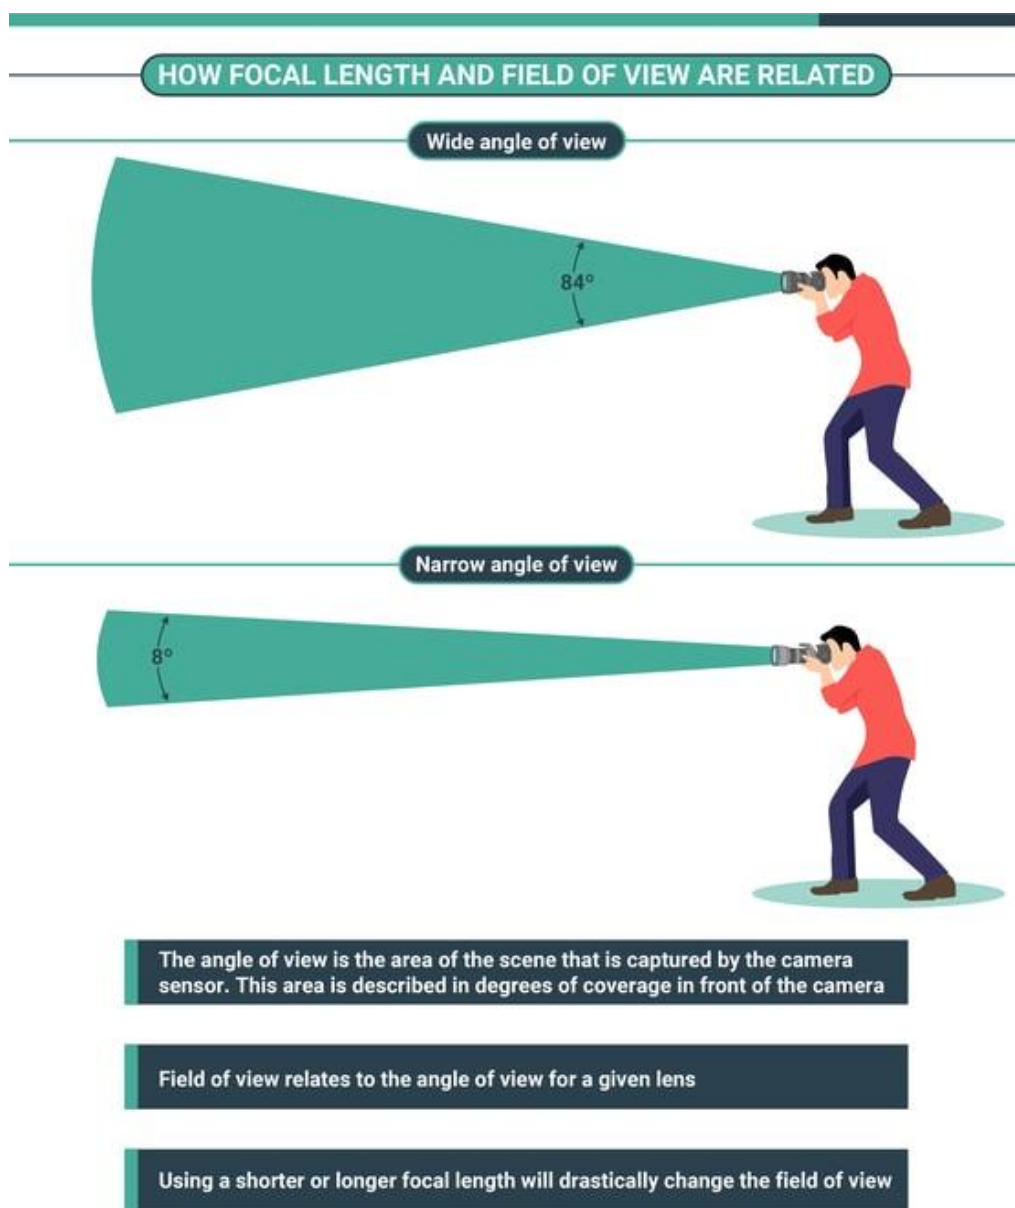 HOW FOCAL LENGTH AND FIELD OF VIEW ARE RELATED
Wide angle of view
84°
Narrow angle of view
8°
The angle of view is the area of the scene that is captured by the camera
sensor. This area is described in degrees of coverage in front of the camera
Field of view relates to the angle of view for a given lens
Using a shorter or longer focal length will drastically change the field of view